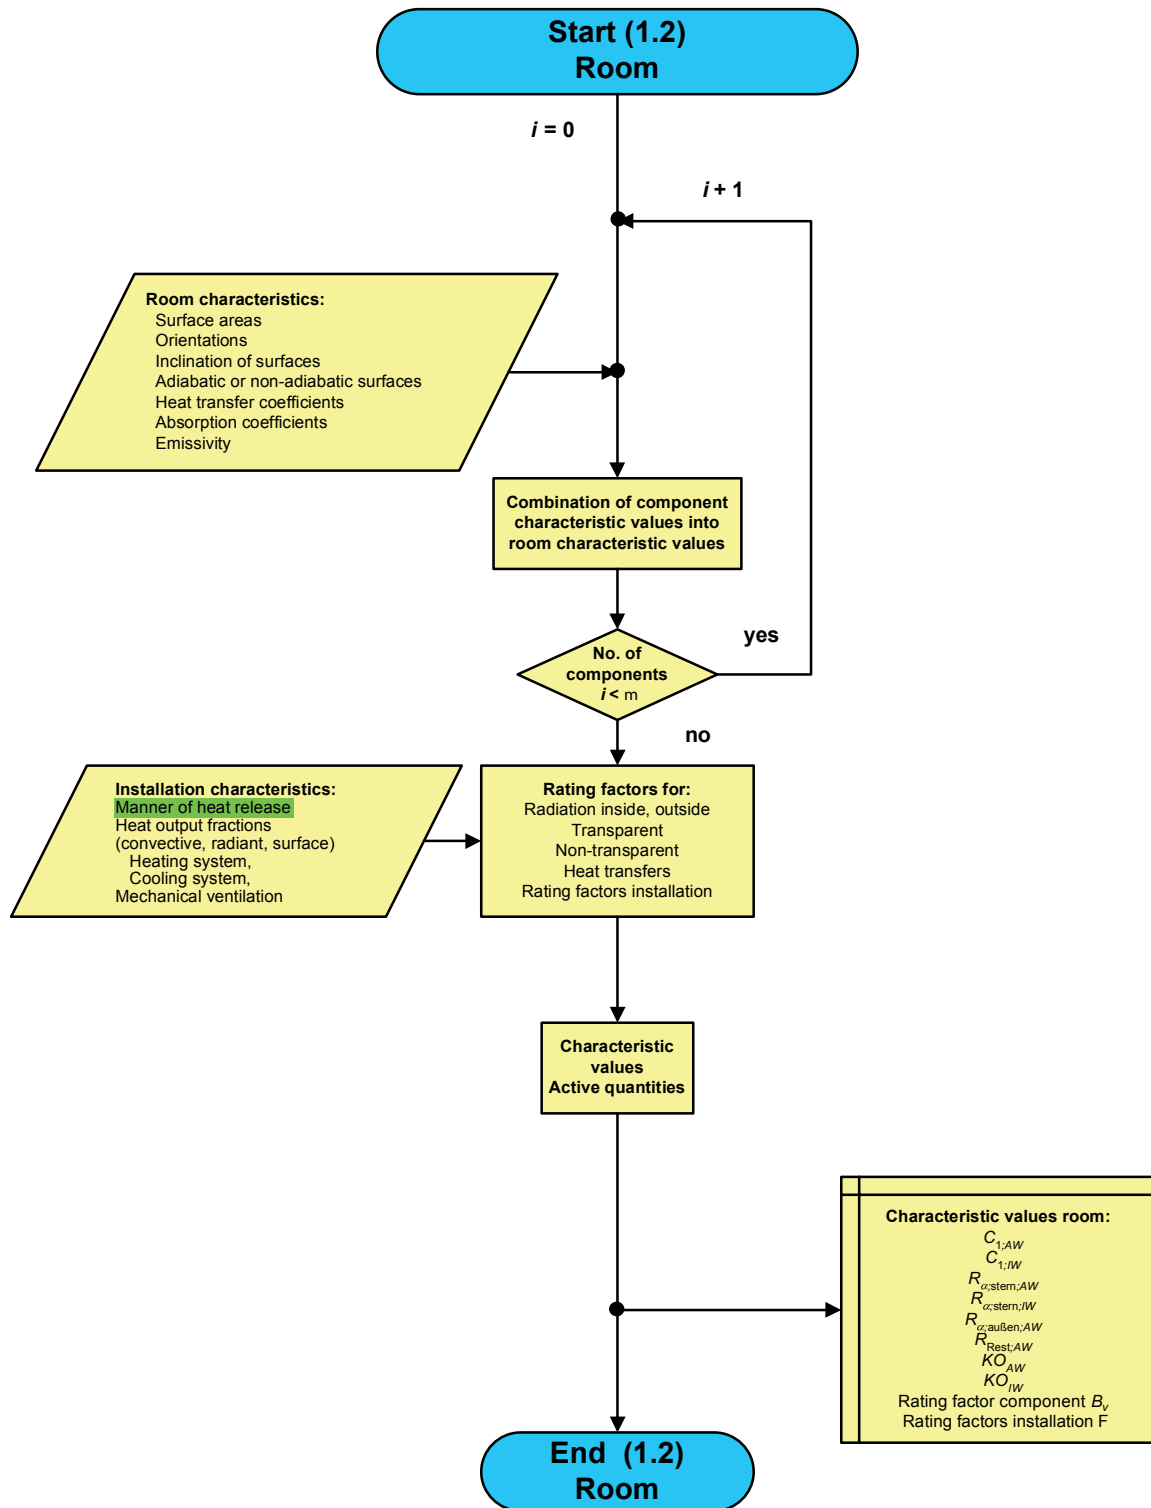 Start (1.2)
Room
i = 0
i + 1
Room characteristics:
Surface areas
Orientations
Inclination of surfaces
Adiabatic or non-adiabatic surfaces
Heat transfer coefficients
Absorption coefficients
Emissivity
Combination of component
characteristic values into
room characteristic values
No. of
components
i < m
yes
no
Installation characteristics:
Manner of heat release
Heat output fractions
(convective, radiant, surface)
Heating system,
Cooling system,
Mechanical ventilation
Rating factors for:
Radiation inside, outside
Transparent
Non-transparent
Heat transfers
Rating factors installation
Characteristic
values
Active quantities
Characteristic values room:
C1;AW
C1;IW
Rα;stern;AW
Rα;stern;IW
Rα;außen;AW
RRest;AW
KOAW
KOIW
Rating factor component Bv
Rating factors installation F
End (1.2)
Room